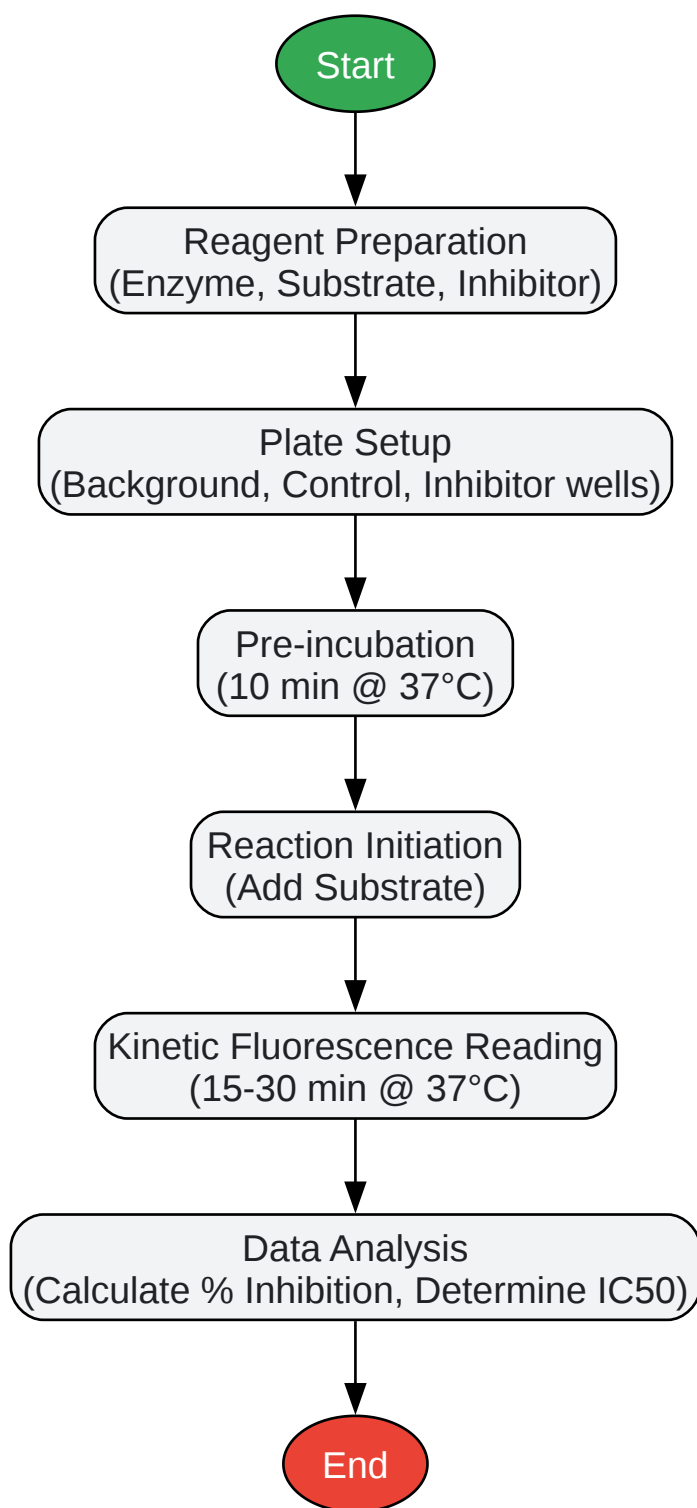 Start
Reagent Preparation
(Enzyme, Substrate, Inhibitor)
Plate Setup
(Background, Control, Inhibitor wells)
Pre-incubation
(10 min @ 37°C)
Reaction Initiation
(Add Substrate)
Kinetic Fluorescence Reading
(15-30 min @ 37°C)
Data Analysis
(Calculate % Inhibition, Determine IC50)
End